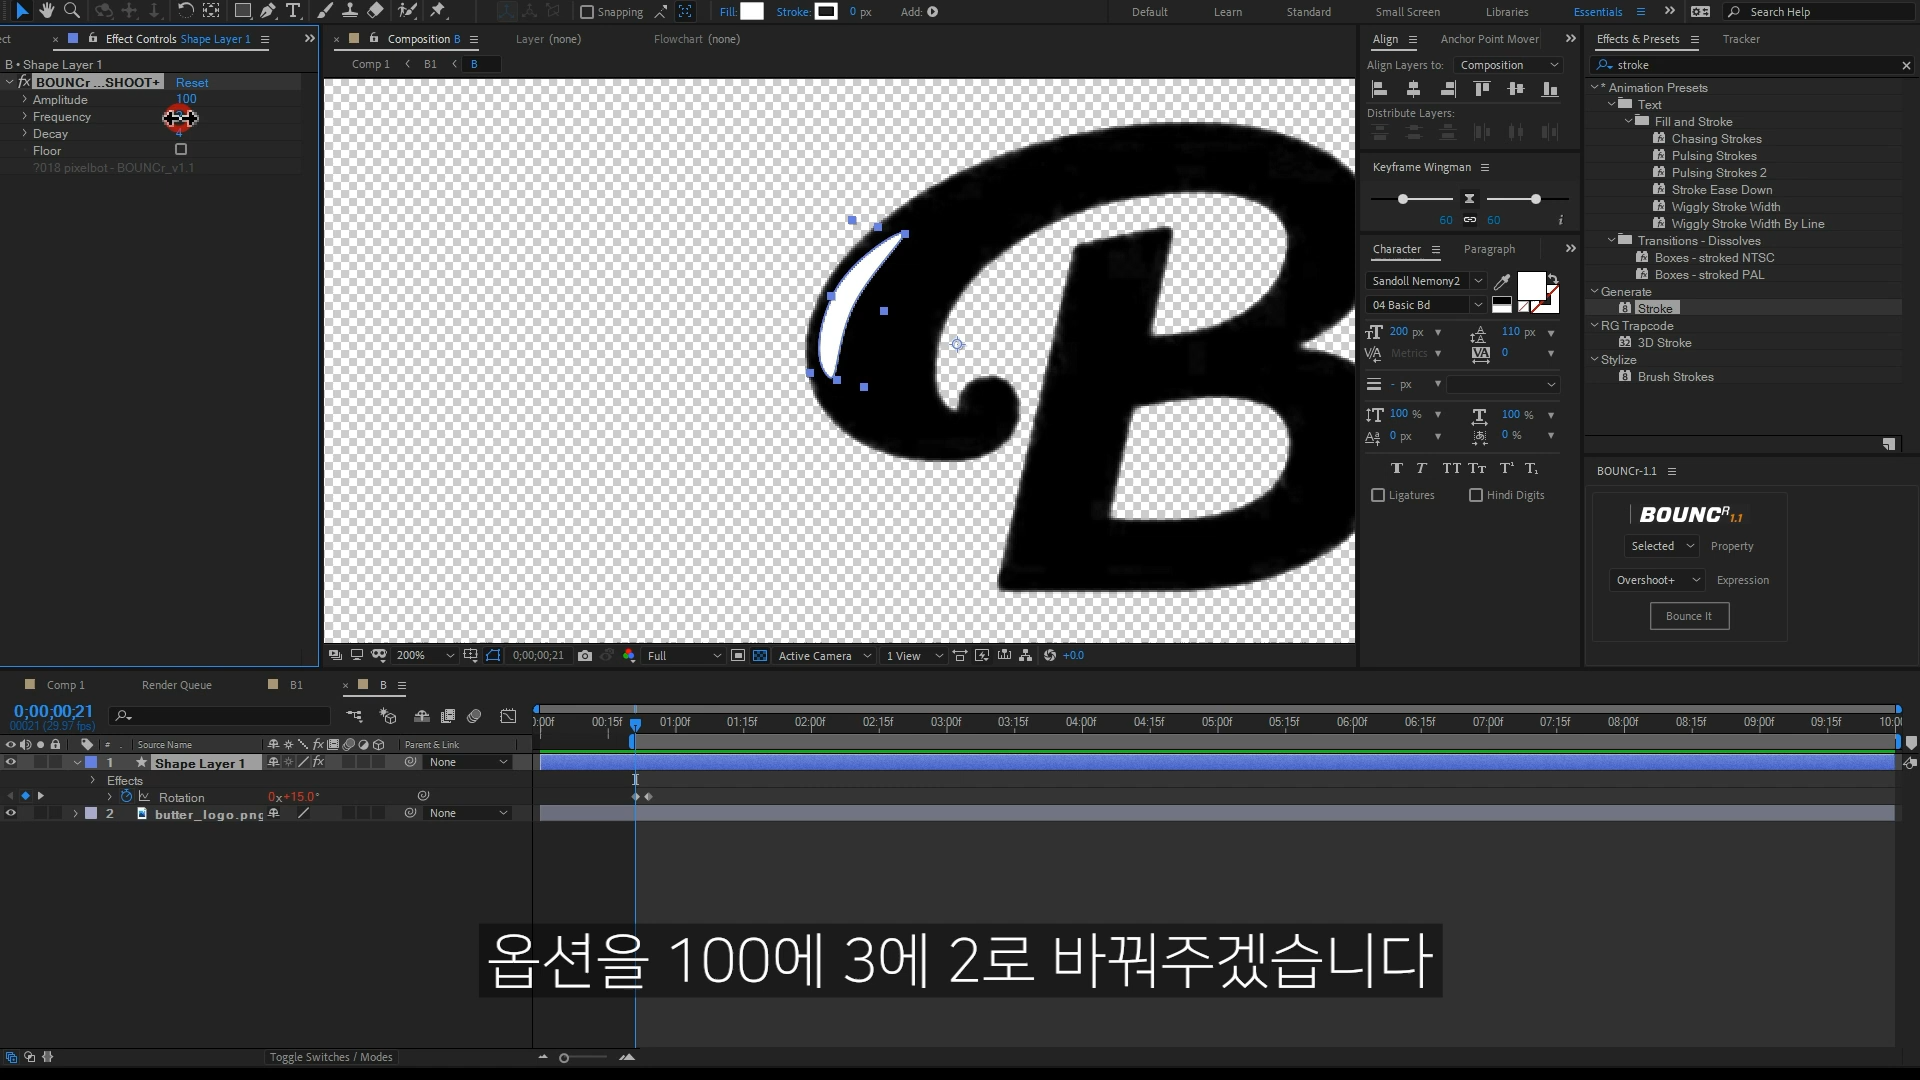 Snapping
Fill:
Stroke:
0 px
Add:
Default
Learn
Standard
Small Screen
Libraries
Essentials
Search Help
Effect Controls Shape Layer 1
Composition B
Layer (none)
Flowchart (none)
Align
Anchor Point Mover
Effects & Presets
Tracker
B • Shape Layer 1
Comp 1
B1
B
Align Layers to:
Composition
stroke
BOUNCr ...SHOOT+
Reset
Amplitude
100
Frequency
Decay
4
Floor
?018 pixelbot - BOUNCr_v1.1
Distribute Layers:
Keyframe Wingman
60
60
Character
Paragraph
Sandoll Nemony2
04 Basic Bd
200 px
110 px
Metrics
0
- px
100 %
100 %
0 px
0 %
Ligatures
Hindi Digits
* Animation Presets
Text
Fill and Stroke
Chasing Strokes
Pulsing Strokes
Pulsing Strokes 2
Stroke Ease Down
Wiggly Stroke Width
Wiggly Stroke Width By Line
Transitions - Dissolves
Boxes - stroked NTSC
Boxes - stroked PAL
Generate
Stroke
RG Trapcode
3D Stroke
Stylize
Brush Strokes
BOUNCr-1.1
BOUNCR 1.1
Selected
Property
Overshoot+
Expression
Bounce It
B
200%
0;00;00;21
Full
Active Camera
1 View
+0.0
Comp 1
Render Queue
B1
B
0;00;00;21
00021 (29.97 fps)
:00f 00:15f 01:00f 01:15f 02:00f 02:15f 03:00f 03:15f 04:00f 04:15f 05:00f 05:15f 06:00f 06:15f 07:00f 07:15f 08:00f 08:15f 09:00f 09:15f 10:0
# Source Name
Parent & Link
1 Shape Layer 1
None
Effects
Rotation
0x+15.0°
2 butter_logo.png
None
옵션을 100에 3에 2로 바꿔주겠습니다
Toggle Switches / Modes